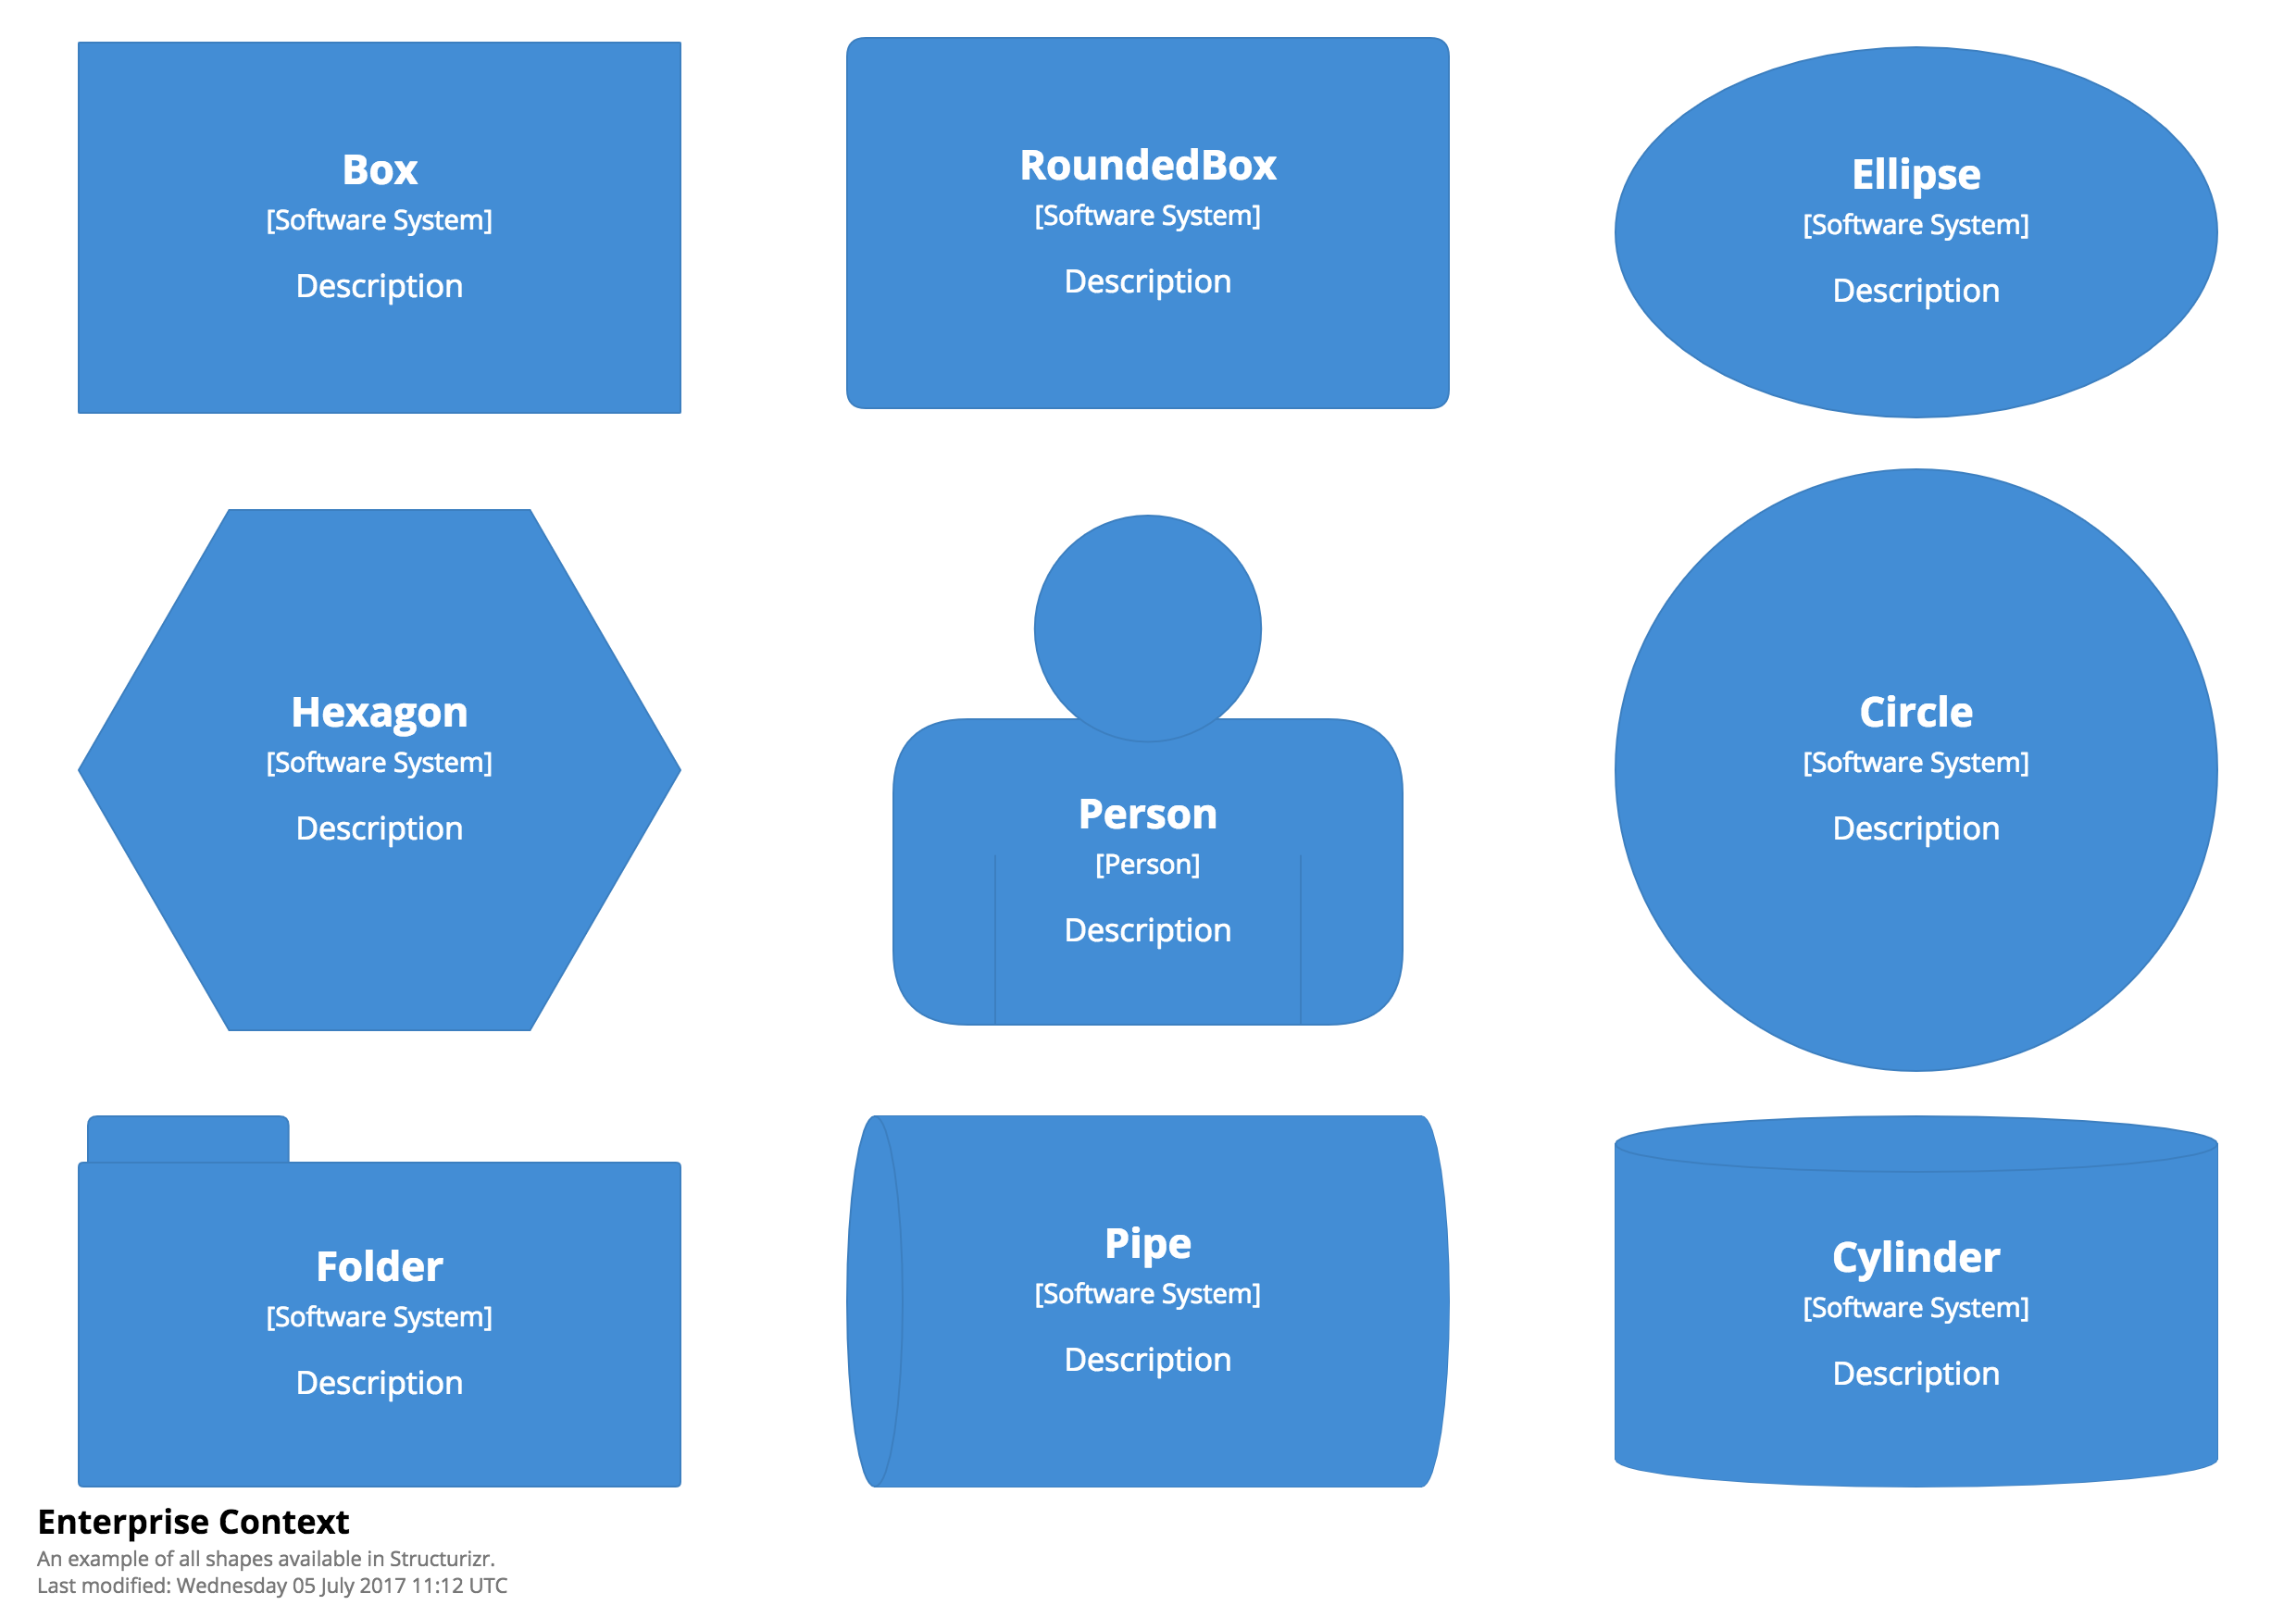 Box
[Software System]
Description
RoundedBox
[Software System]
Description
Ellipse
[Software System]
Description
Hexagon
[Software System]
Description
Person
[Person]
Description
Circle
[Software System]
Description
Folder
[Software System]
Description
Pipe
[Software System]
Description
Cylinder
[Software System]
Description
Enterprise Context
An example of all shapes available in Structurizr.
Last modified: Wednesday 05 July 2017 11:12 UTC